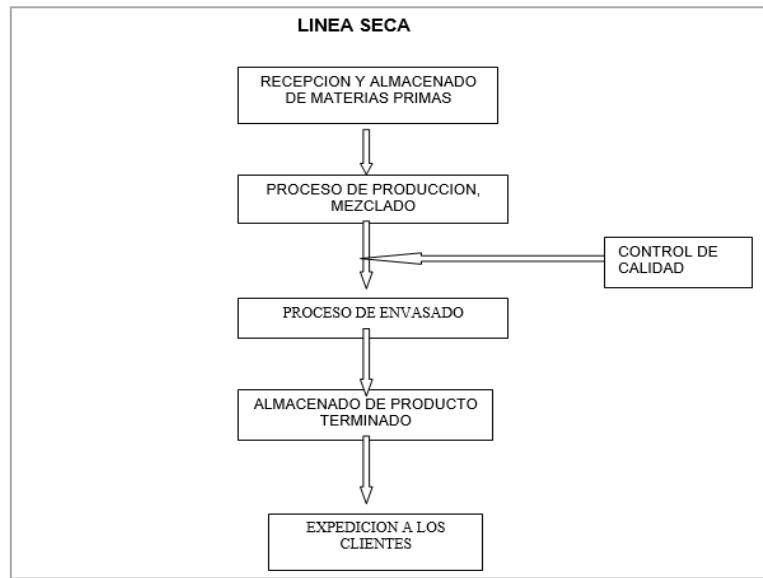 LINEA SECA
RECEPCION Y ALMACENADO
DE MATERIAS PRIMAS
PROCESO DE PRODUCCION,
MEZCLADO
CONTROL DE
CALIDAD
PROCESO DE ENVASADO
ALMACENADO DE PRODUCTO
TERMINADO
EXPEDICION A LOS
CLIENTES